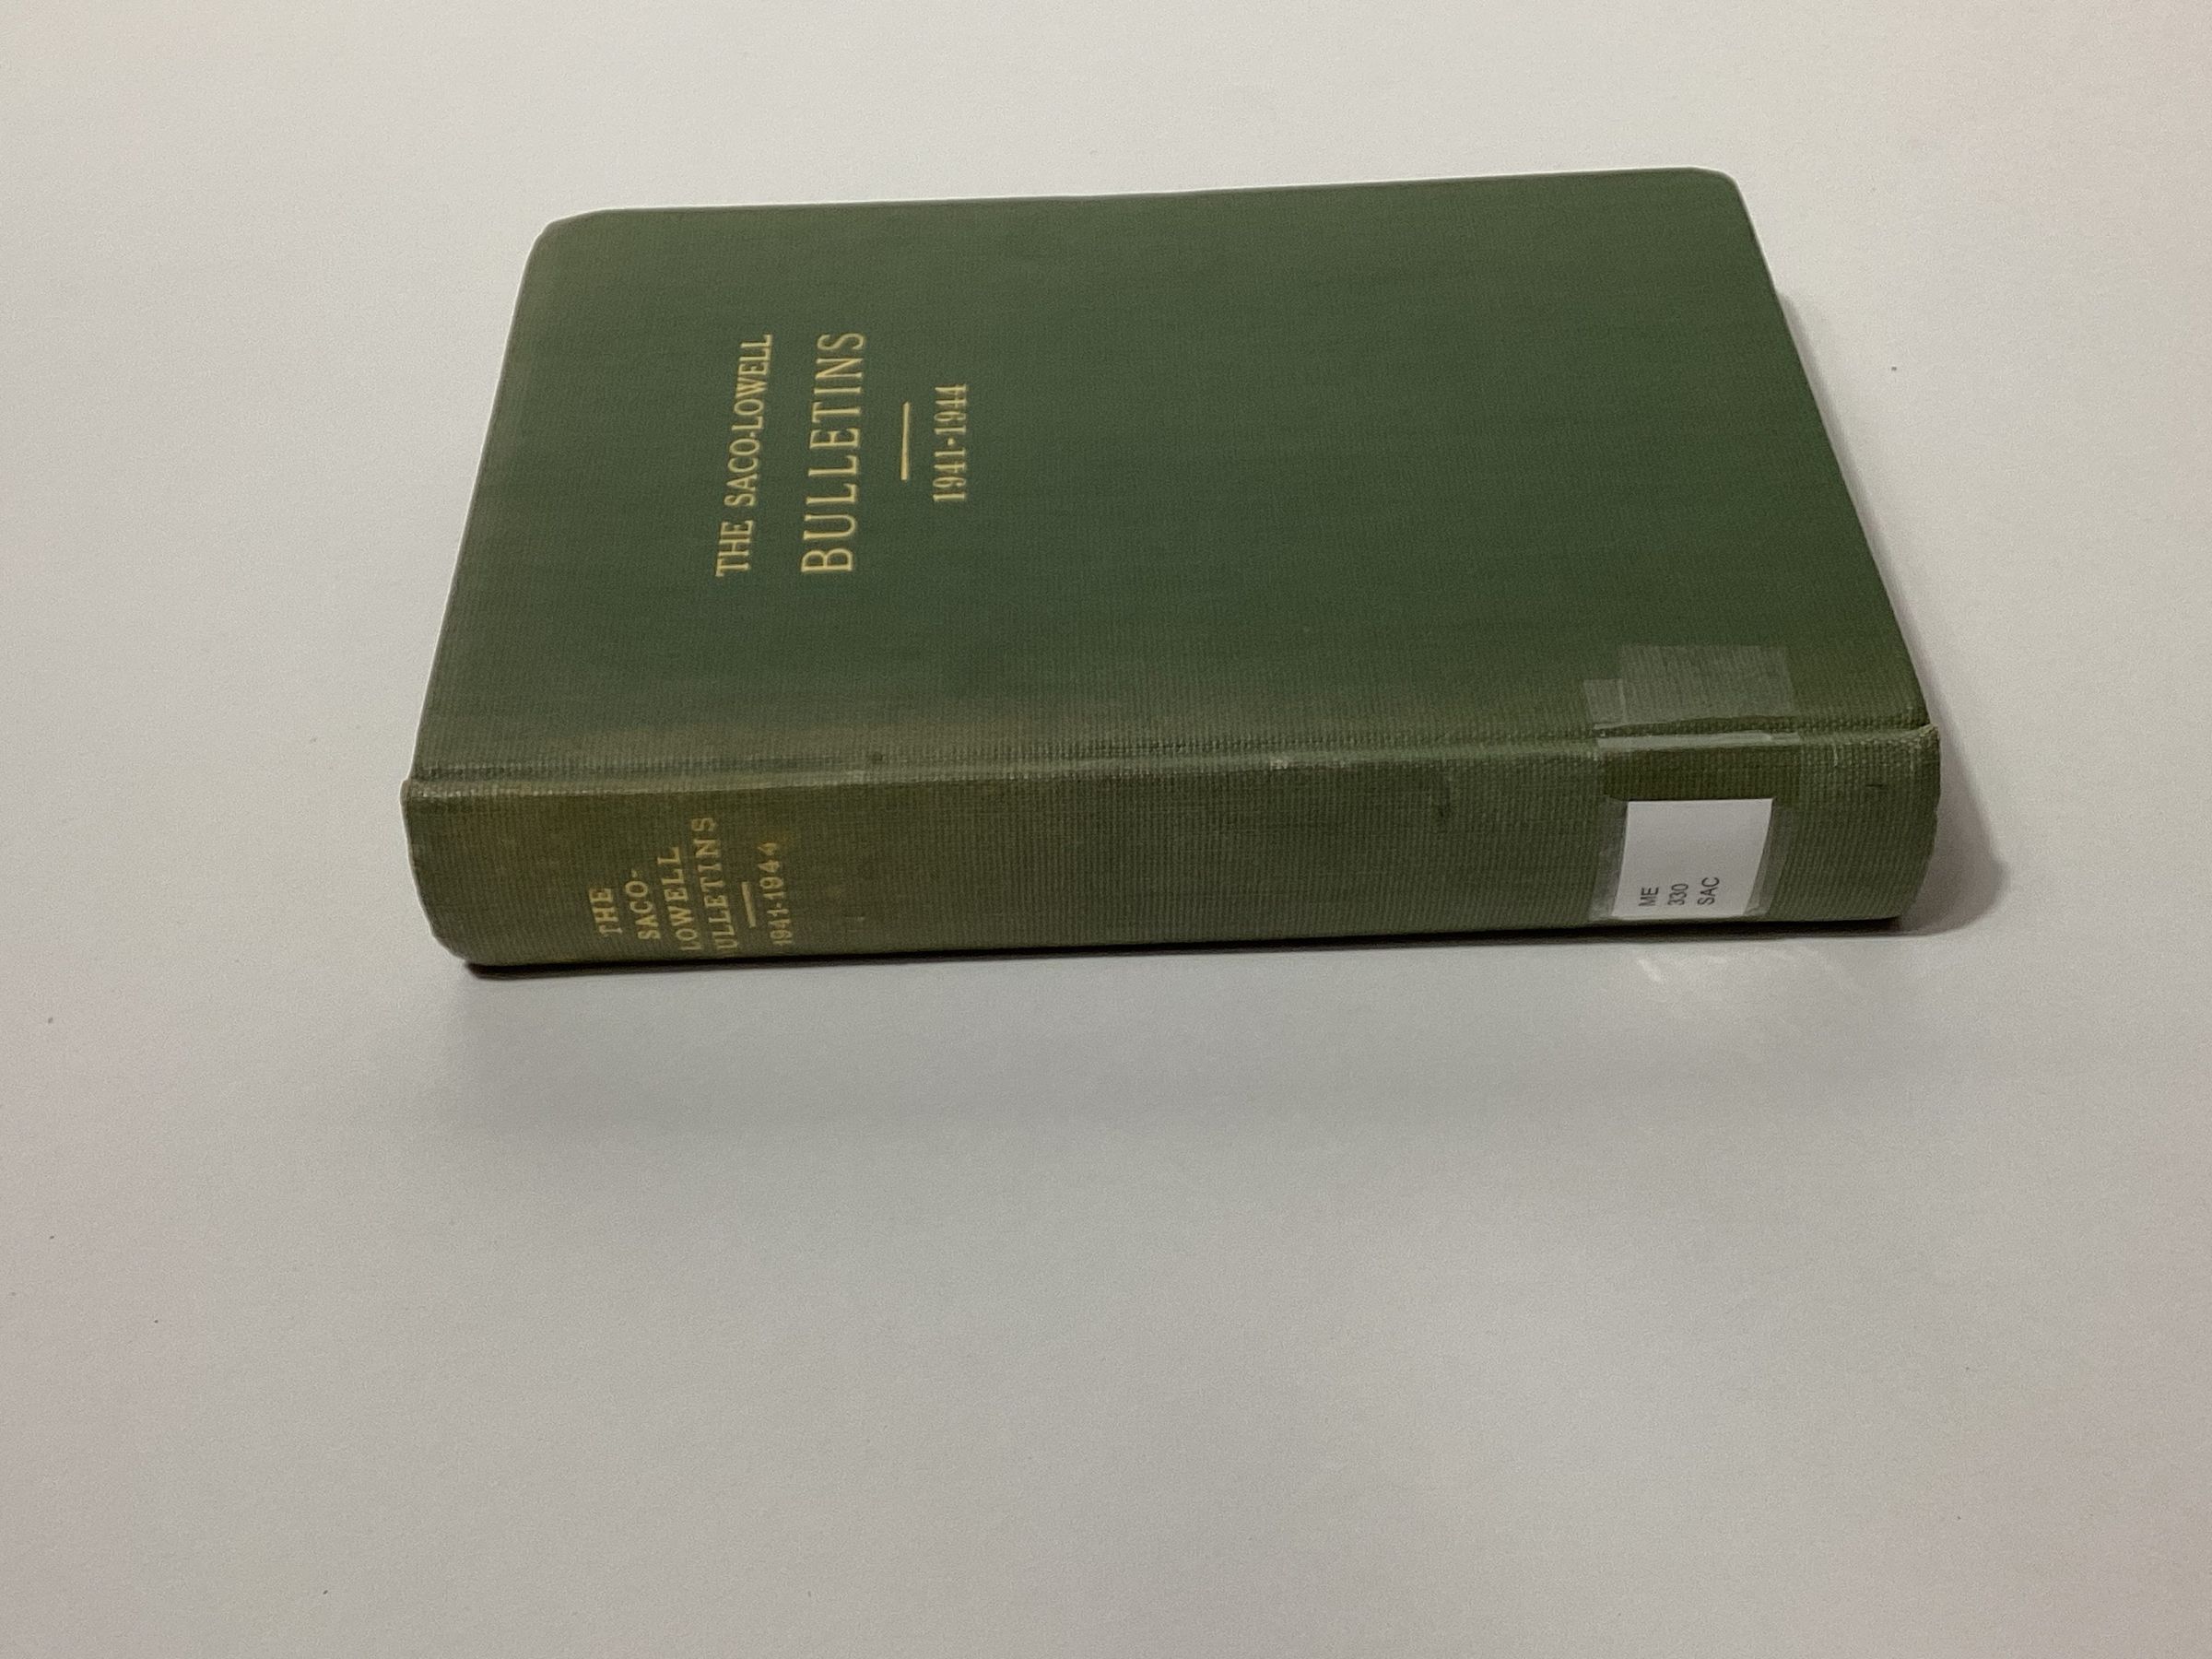 THE SACO-LOWELL
BULLETINS
1941-1944
THE
SACO-
LOWELL
BULLETINS
1941-1944
ME
330
SAC